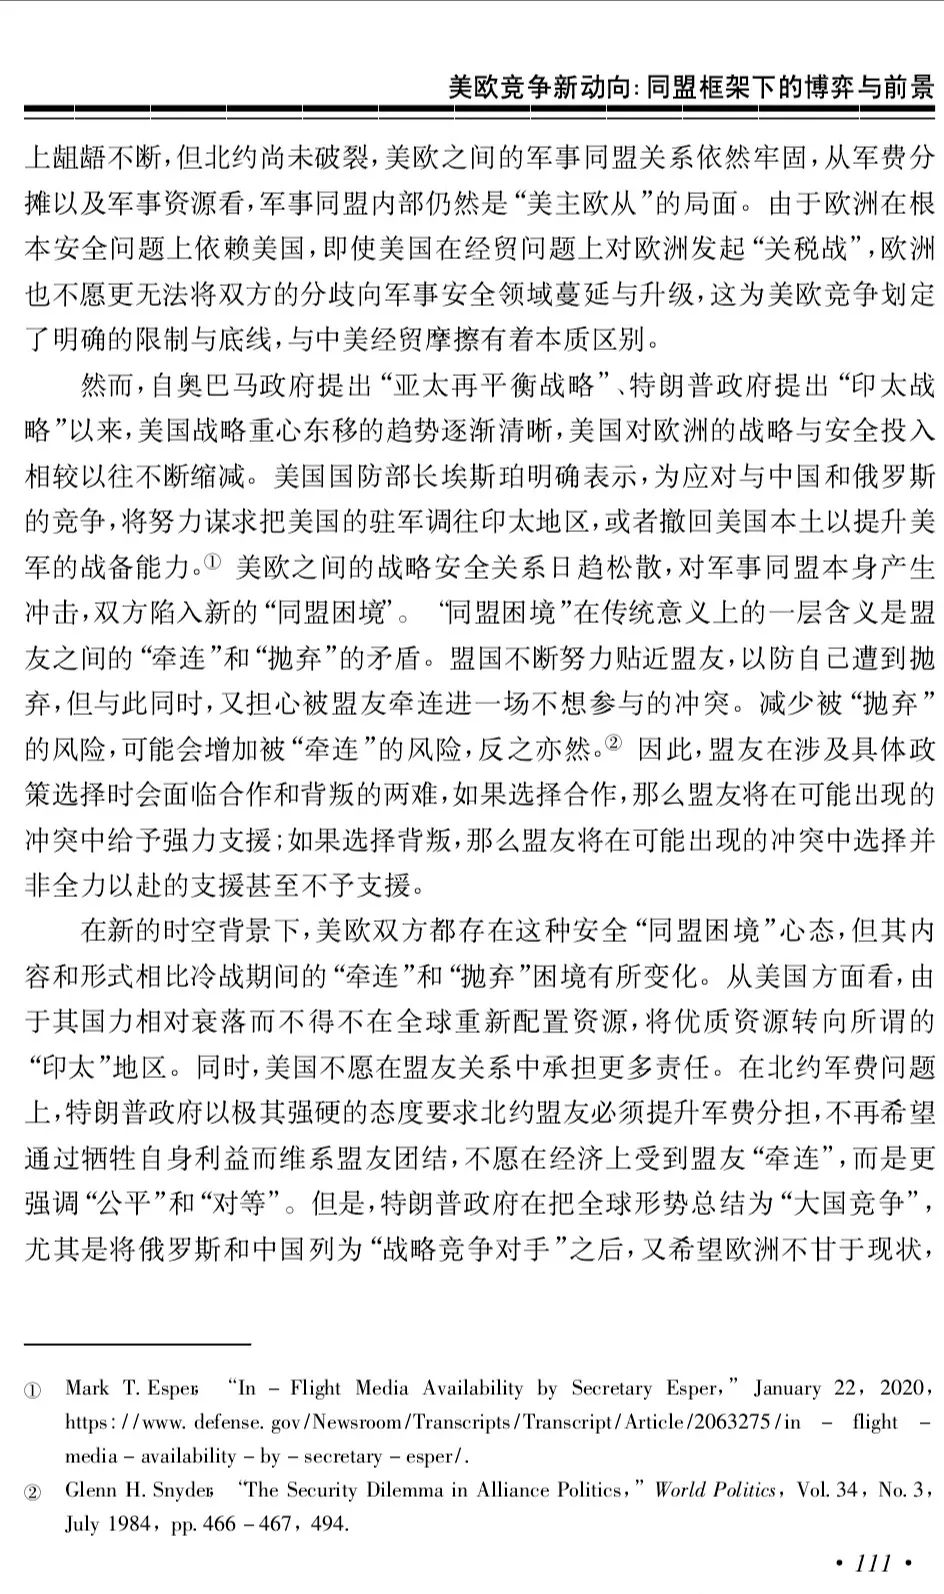 美欧竞争新动向:同盟框架下的博弈与前景
上龃龉不断,但北约尚未破裂,美欧之间的军事同盟关系依然牢固,从军费分
摊以及军事资源看,军事同盟内部仍然是“美主欧从”的局面。由于欧洲在根
本安全问题上依赖美国,即使美国在经贸问题上对欧洲发起“关税战”,欧洲
也不愿更无法将双方的分歧向军事安全领域蔓延与升级,这为美欧竞争划定
了明确的限制与底线,与中美经贸摩擦有着本质区别。
然而,自奥巴马政府提出“亚太再平衡战略”、特朗普政府提出“印太战
略”以来,美国战略重心东移的趋势逐渐清晰,美国对欧洲的战略与安全投入
相较以往不断缩减。美国国防部长埃斯珀明确表示,为应对与中国和俄罗斯
的竞争,将努力谋求把美国的驻军调往印太地区,或者撤回美国本土以提升美
军的战备能力。① 美欧之间的战略安全关系日趋松散,对军事同盟本身产生
冲击,双方陷入新的“同盟困境”。“同盟困境”在传统意义上的一层含义是盟
友之间的“牵连”和“抛弃”的矛盾。盟国不断努力贴近盟友,以防自己遭到抛
弃,但与此同时,又担心被盟友牵连进一场不想参与的冲突。减少被“抛弃”
的风险,可能会增加被“牵连”的风险,反之亦然。② 因此,盟友在涉及具体政
策选择时会面临合作和背叛的两难,如果选择合作,那么盟友将在可能出现的
冲突中给予强力支援;如果选择背叛,那么盟友将在可能出现的冲突中选择并
非全力以赴的支援甚至不予支援。
在新的时空背景下,美欧双方都存在这种安全“同盟困境”心态,但其内
容和形式相比冷战期间的“牵连”和“抛弃”困境有所变化。从美国方面看,由
于其国力相对衰落而不得不在全球重新配置资源,将优质资源转向所谓的
“印太”地区。同时,美国不愿在盟友关系中承担更多责任。在北约军费问题
上,特朗普政府以极其强硬的态度要求北约盟友必须提升军费分担,不再希望
通过牺牲自身利益而维系盟友团结,不愿在经济上受到盟友“牵连”,而是更
强调“公平”和“对等”。但是,特朗普政府在把全球形势总结为“大国竞争”,
尤其是将俄罗斯和中国列为“战略竞争对手”之后,又希望欧洲不甘于现状,
① Mark T. Esper, “In - Flight Media Availability by Secretary Esper,” January 22, 2020,
https://www. defense. gov/Newsroom/Transcripts/Transcript/Article/2063275/in - flight -
media - availability - by - secretary - esper/.
② Glenn H. Snyder, “The Security Dilemma in Alliance Politics,” World Politics, Vol. 34, No. 3,
July 1984, pp. 466 - 467, 494.
· 111 ·